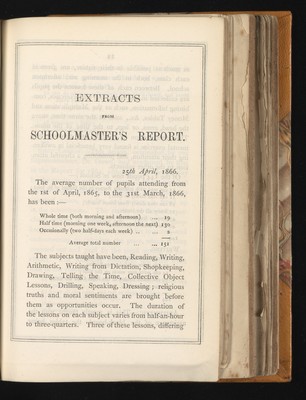 EXTRACTS
FROM
SCHOOLMASTER'S REPORT.
25th April, 1866.
The average number of pupils attending from
the 1st of April, 1865, to the 31st March, 1866,
has been :—
Whole time (both morning and afternoon) ... 19
Half time (morning one week, afternoon the next) 130
Occasionally (two half-days each week) ... 2
Average total number ... ... 151
The subjects taught have been, Reading, Writing,
Arithmetic, Writing from Dictation, Shopkeeping,
Drawing, Telling the Time, Collective Object
Lessons, Drilling, Speaking, Dressing ; religious
truths and moral sentiments are brought before
them as opportunities occur. The duration of
the lessons on each subject varies from half-an-hour
to three-quarters. Three of these lessons, differing